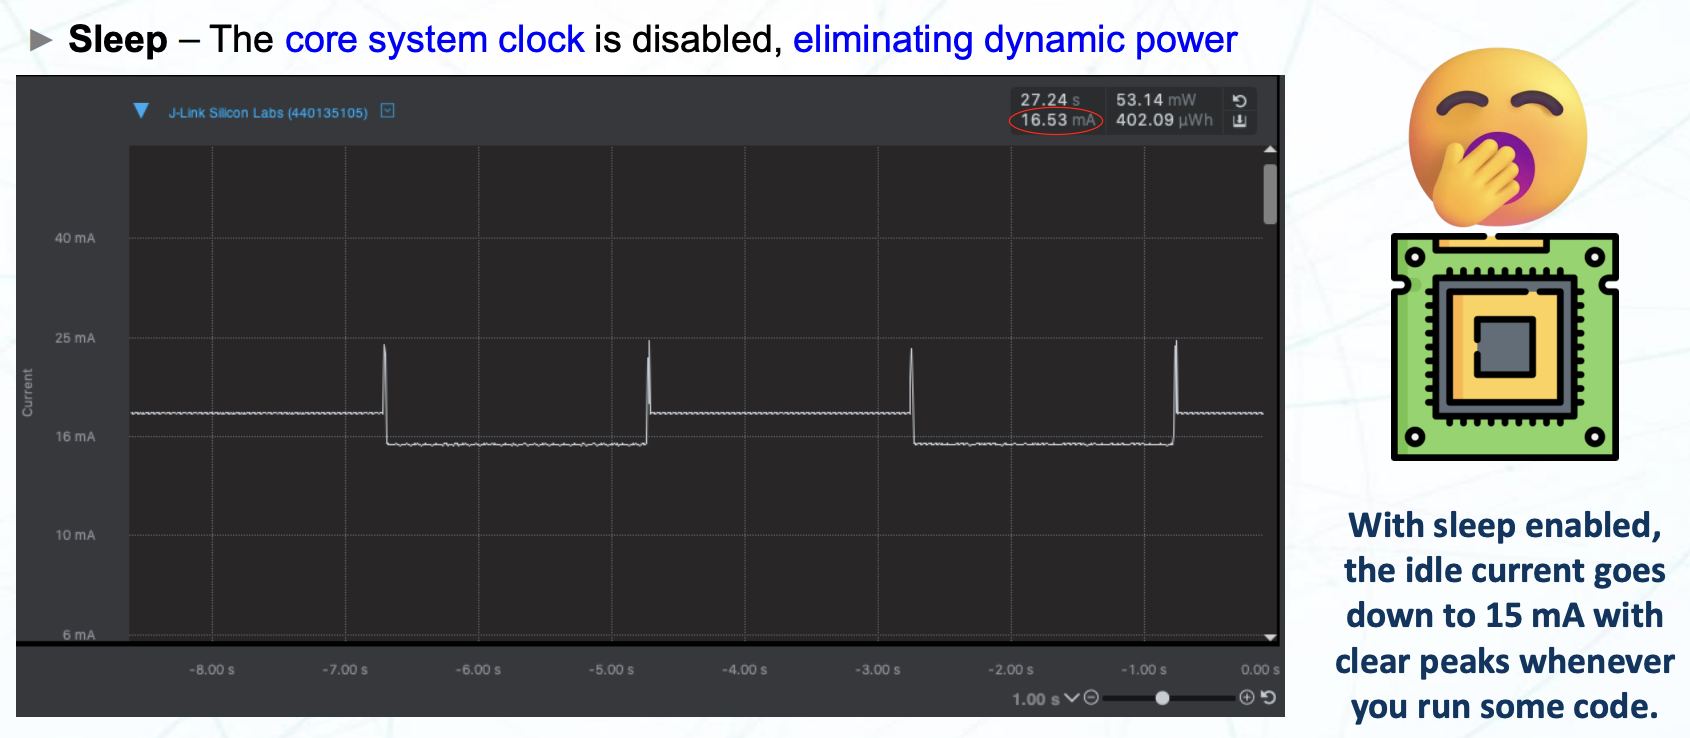 ► Sleep – The core system clock is disabled, eliminating dynamic power
J-Link Silicon Labs (440135105)
27.24 s 53.14 mW
16.53 mA 402.09 µWh
40 mA
25 mA
Current
16 mA
10 mA
6 mA
-8.00 s -7.00 s -6.00 s -5.00 s -4.00 s -3.00 s -2.00 s -1.00 s 0.00 s
1.00 s
With sleep enabled,
the idle current goes
down to 15 mA with
clear peaks whenever
you run some code.